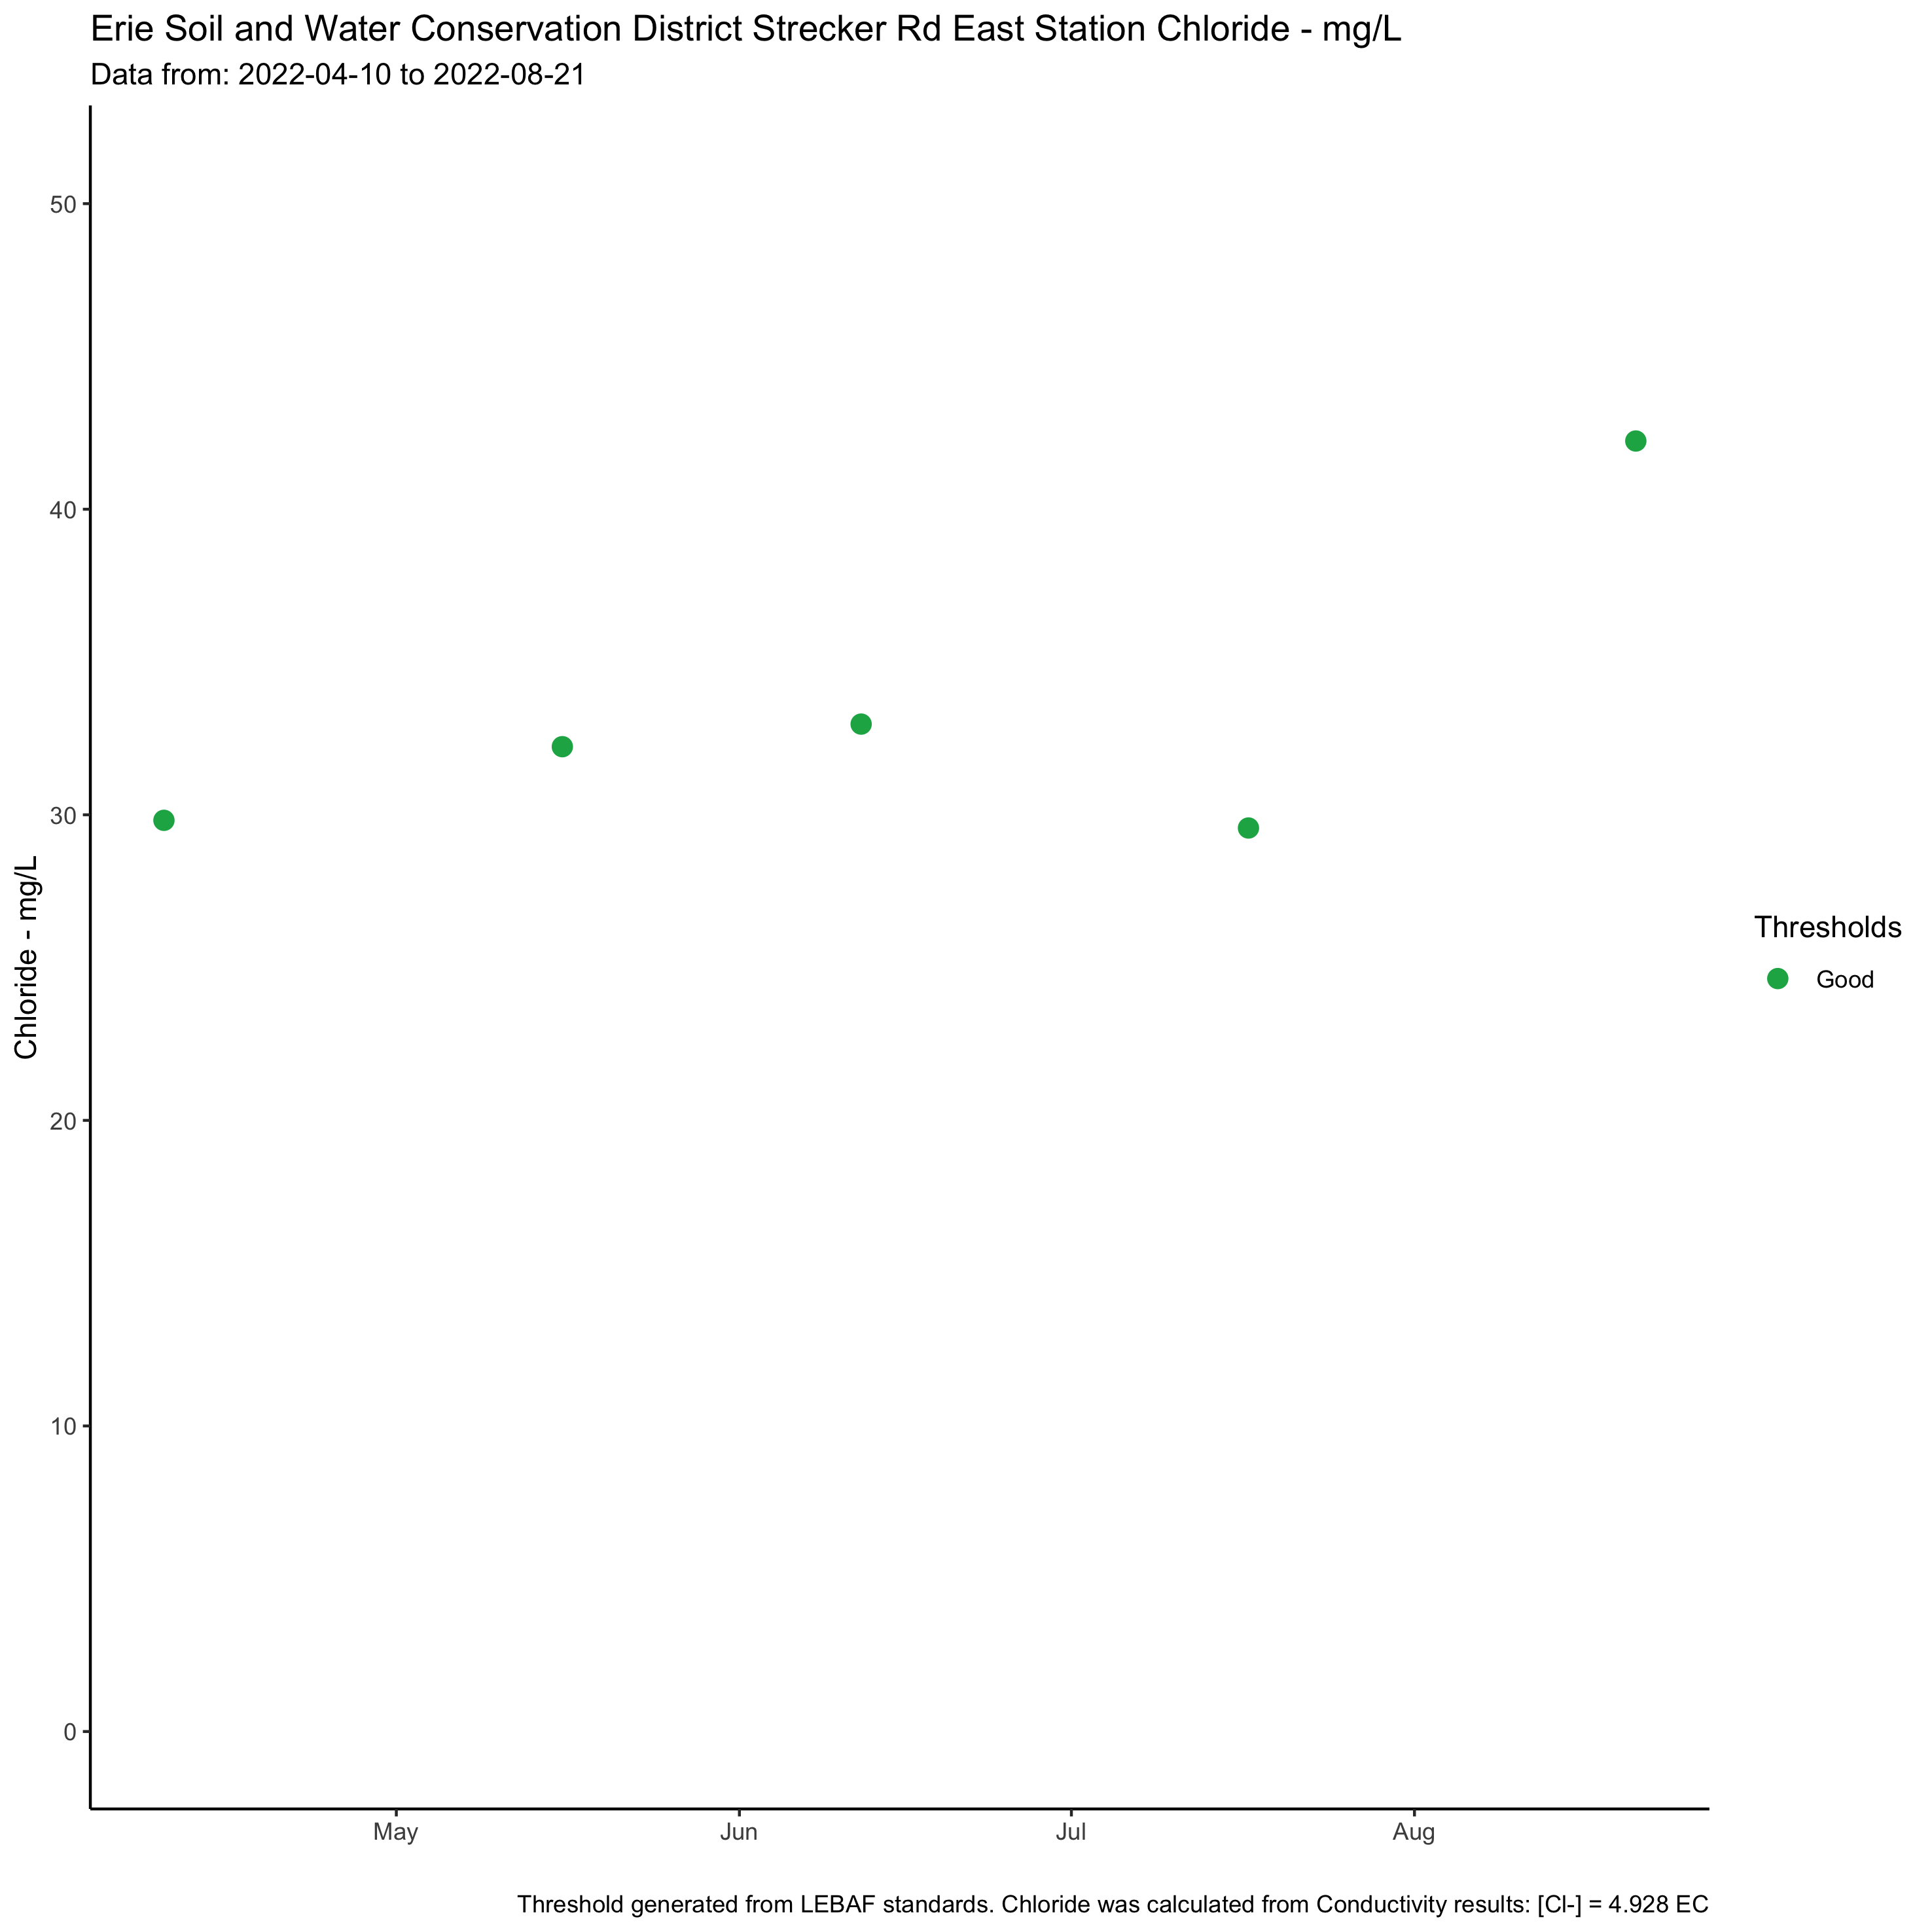 Erie Soil and Water Conservation District Strecker Rd East Station Chloride - mg/L
Data from: 2022-04-10 to 2022-08-21
Chloride - mg/L
50
40
30
20
10
0
May
Jun
Jul
Aug
Thresholds
Good
Threshold generated from LEBAF standards. Chloride was calculated from Conductivity results: [Cl-] = 4.928 EC